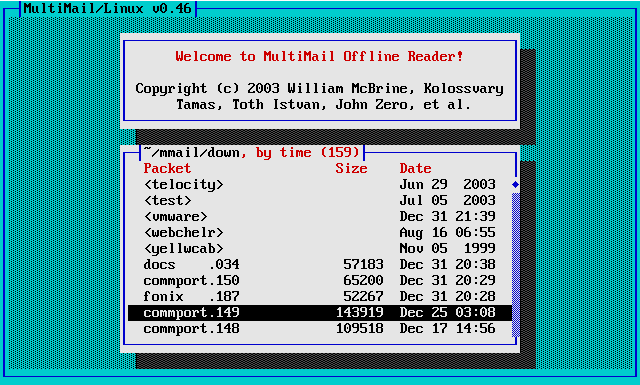 MultiMail/Linux v0.46
Welcome to MultiMail Offline Reader!
Copyright (c) 2003 William McBrine, Kolossvary
Tamas, Toth Istvan, John Zero, et al.
~/mmail/down, by time (159)
Packet Size Date
<telocity> Jun 29 2003
<test> Jul 05 2003
<vmware> Dec 31 21:39
<webchelr> Aug 16 06:55
<yellwcab> Nov 05 1999
docs .034 57183 Dec 31 20:38
commport.150 65200 Dec 31 20:29
fonix .187 52267 Dec 31 20:28
commport.149 143919 Dec 25 03:08
commport.148 109518 Dec 17 14:56